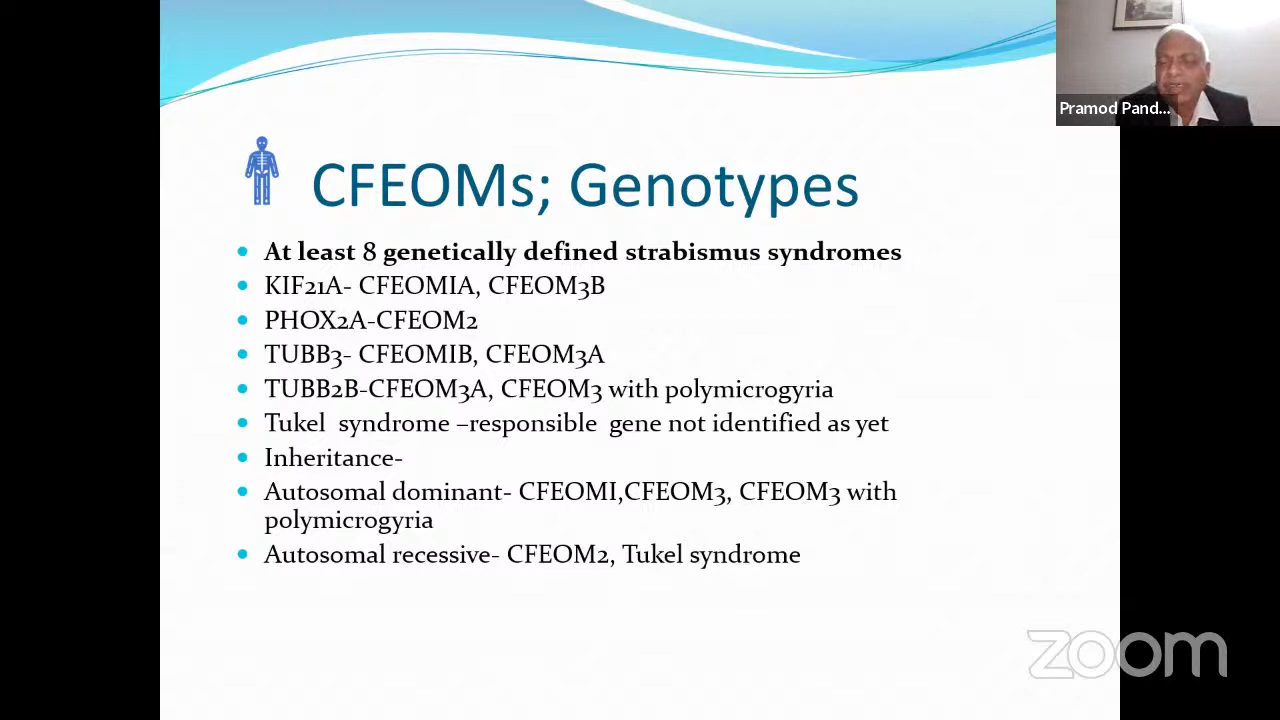 Pramod Pand...
CFEOMs; Genotypes
At least 8 genetically defined strabismus syndromes
KIF21A- CFEOMIA, CFEOM3B
PHOX2A-CFEOM2
TUBB3- CFEOMIB, CFEOM3A
TUBB2B-CFEOM3A, CFEOM3 with polymicrogyria
Tukel syndrome –responsible gene not identified as yet
Inheritance-
Autosomal dominant- CFEOMI,CFEOM3, CFEOM3 with
polymicrogyria
Autosomal recessive- CFEOM2, Tukel syndrome
zoom